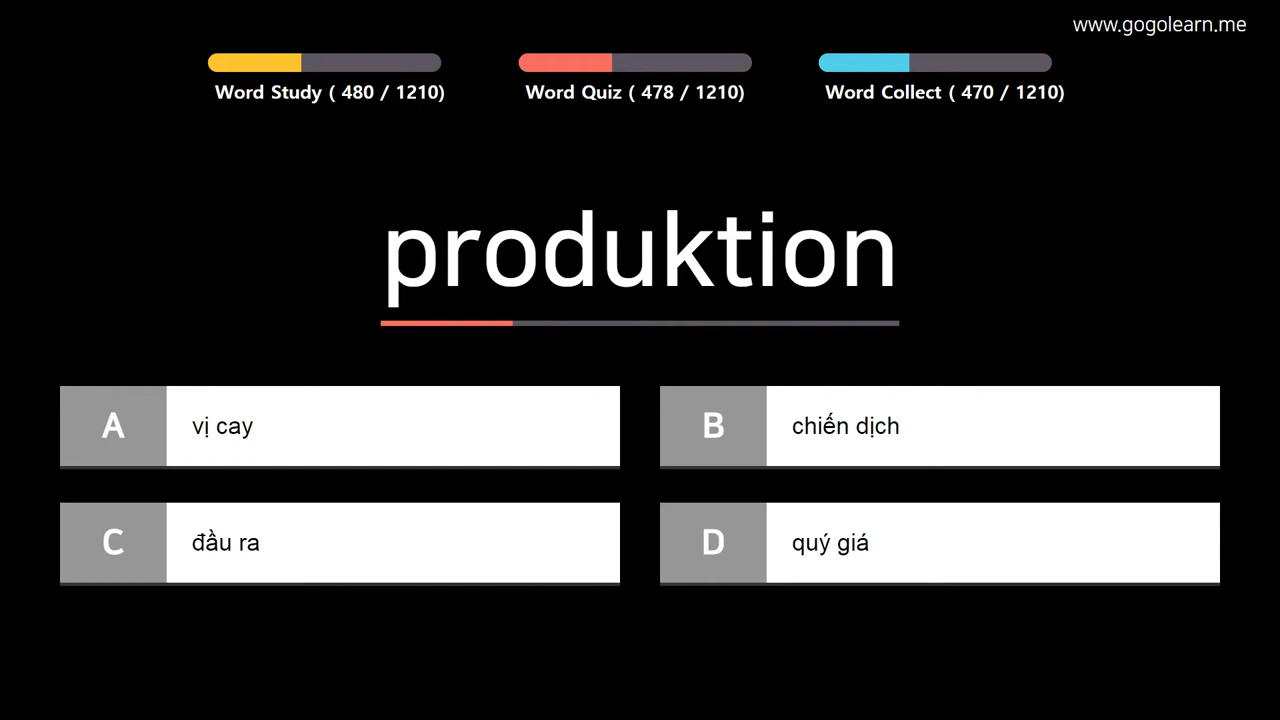 www.gogolearn.me
Word Study ( 480 / 1210)
Word Quiz ( 478 / 1210)
Word Collect ( 470 / 1210)
produktion
A vị cay
B chiến dịch
C đầu ra
D quý giá